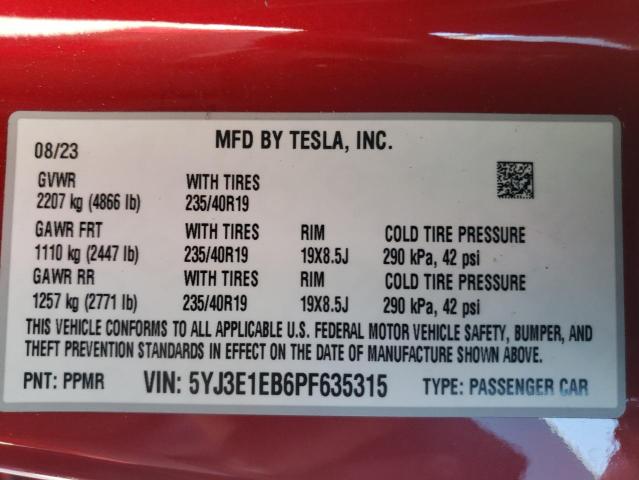 08/23 MFD BY TESLA, INC.
GVWR WITH TIRES
2207 kg (4866 lb) 235/40R19
GAWR FRT WITH TIRES RIM COLD TIRE PRESSURE
1110 kg (2447 lb) 235/40R19 19X8.5J 290 kPa, 42 psi
GAWR RR WITH TIRES COLD TIRE PRESSURE
1257 kg (2771 lb) 235/40R19 19X8.5J 290 kPa, 42 psi
THIS VEHICLE CONFORMS TO ALL APPLICABLE U.S. FEDERAL MOTOR VEHICLE SAFETY, BUMPER, AND
THEFT PREVENTION STANDARDS IN EFFECT ON THE DATE OF MANUFACTURE SHOWN ABOVE.
PNT: PPMR VIN: 5YJ3E1EB6PF635315 TYPE: PASSENGER CAR